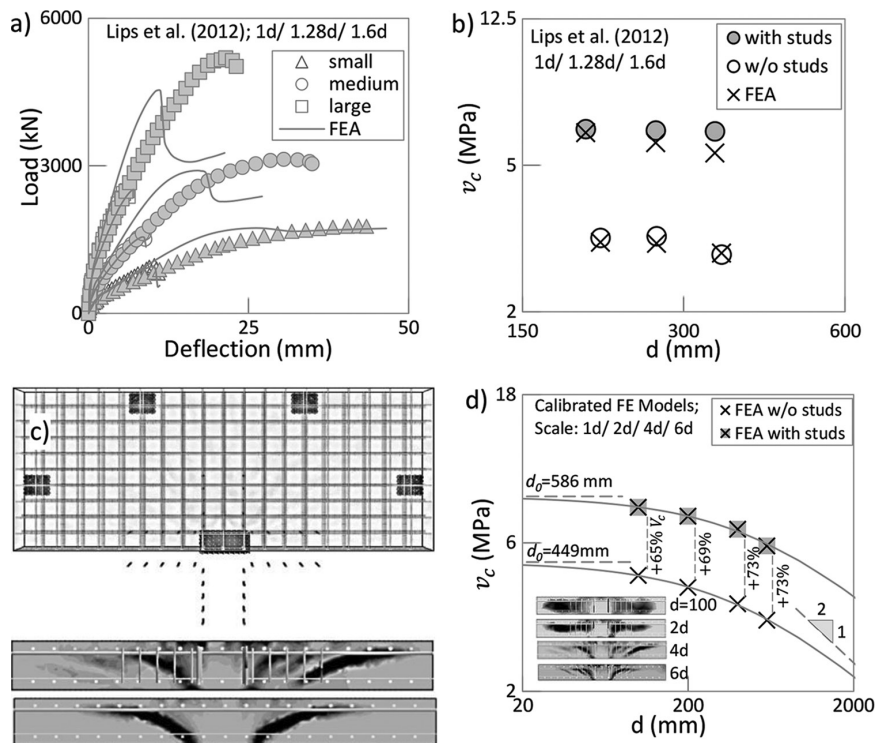 a)
Lips et al. (2012); 1d/ 1.28d/ 1.6d
small
medium
large
FEA
6000
3000
0
Load (kN)
0
25
50
Deflection (mm)
b)
Lips et al. (2012)
1d/ 1.28d/ 1.6d
with studs
w/o studs
FEA
12.5
5
2
v_c (MPa)
150
300
600
d (mm)
c)
d)
Calibrated FE Models;
Scale: 1d/ 2d/ 4d/ 6d
FEA w/o studs
FEA with studs
18
6
2
v_c (MPa)
d_0=586 mm
d_0=449mm
+65% V_c
+69%
+73%
+73%
d=100
2d
4d
6d
2
1
20
200
2000
d (mm)